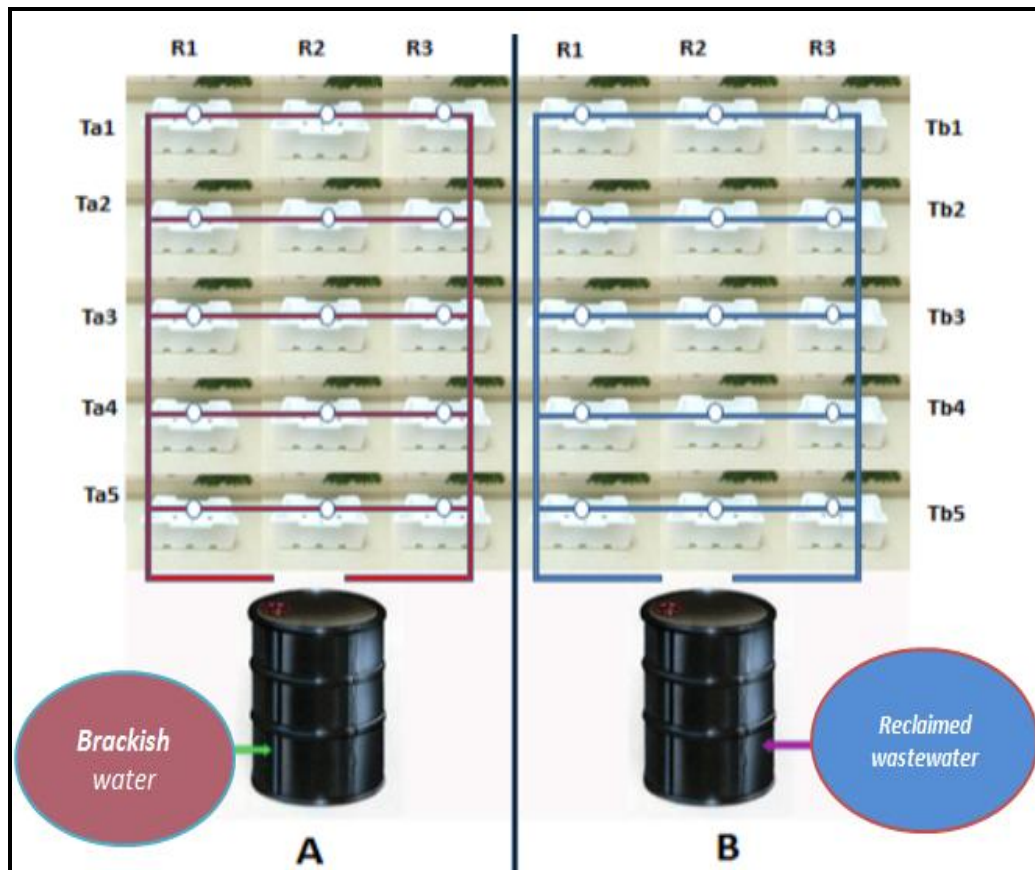 R1 R2 R3
R1 R2 R3
Ta1
Ta2
Ta3
Ta4
Ta5
Tb1
Tb2
Tb3
Tb4
Tb5
Brackish
water
Reclaimed
wastewater
A
B